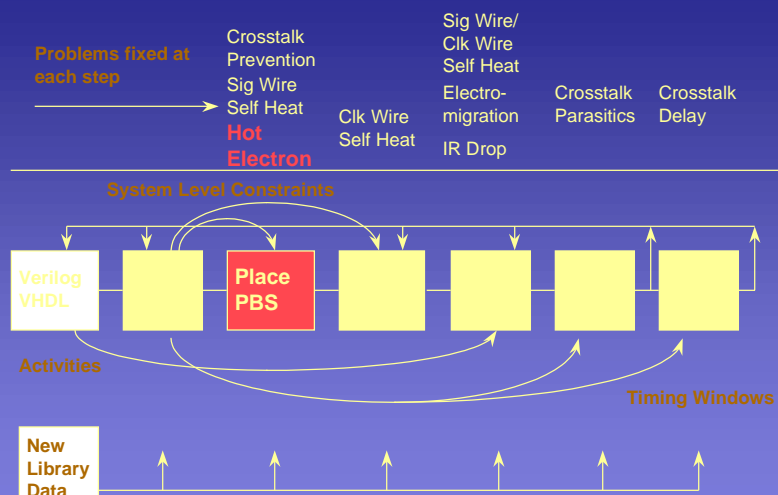 Problems fixed at
each step
Crosstalk
Prevention
Sig Wire
Self Heat
Hot
Electron
Clk Wire
Self Heat
Sig Wire/
Clk Wire
Self Heat
Electro-
migration
IR Drop
Crosstalk
Parasitics
Crosstalk
Delay
System Level Constraints
Verilog
VHDL
Place
PBS
Activities
Timing Windows
New
Library
Data